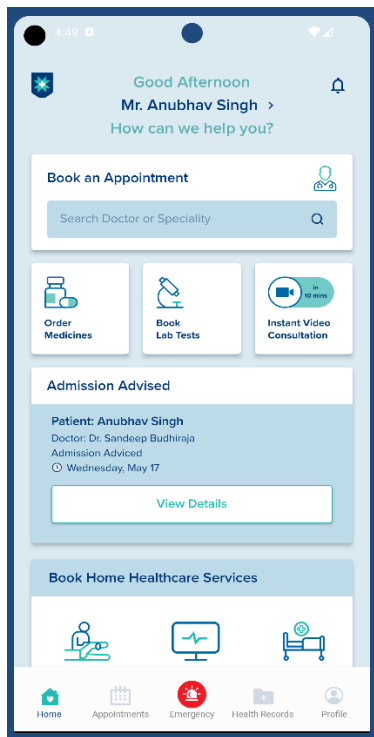 4:49
Good Afternoon
Mr. Anubhav Singh >
How can we help you?
Book an Appointment
Search Doctor or Speciality
in
10 mins
Order
Medicines
Book
Lab Tests
Instant Video
Consultation
Admission Advised
Patient: Anubhav Singh
Doctor: Dr. Sandeep Budhiraja
Admission Adviced
Wednesday, May 17
View Details
Book Home Healthcare Services
Home
Appointments
Emergency
Health Records
Profile